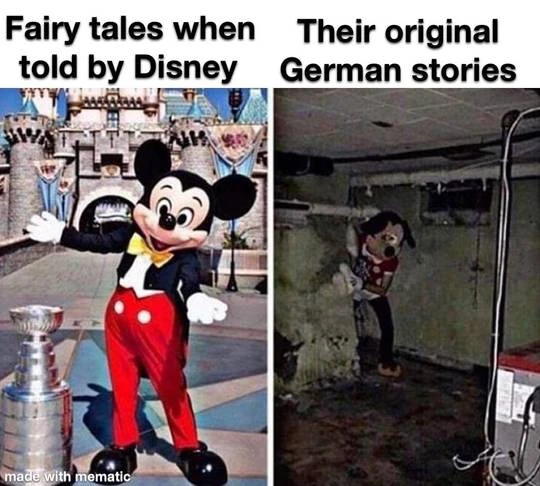 Fairy tales when
told by Disney
Their original
German stories
made with mematic